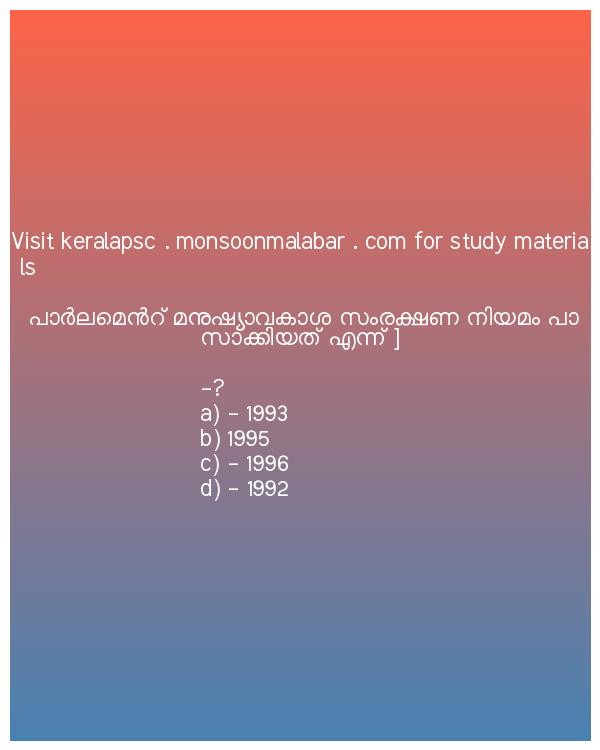 Visit keralapsc . monsoonmalabar . com for study materia
ls
പാർലമെൻറ് മനുഷ്യാവകാശ സംരക്ഷണ നിയമം പാ
സാക്കിയത് എന്ന് ]
-?
a) - 1993
b) 1995
c) - 1996
d) - 1992